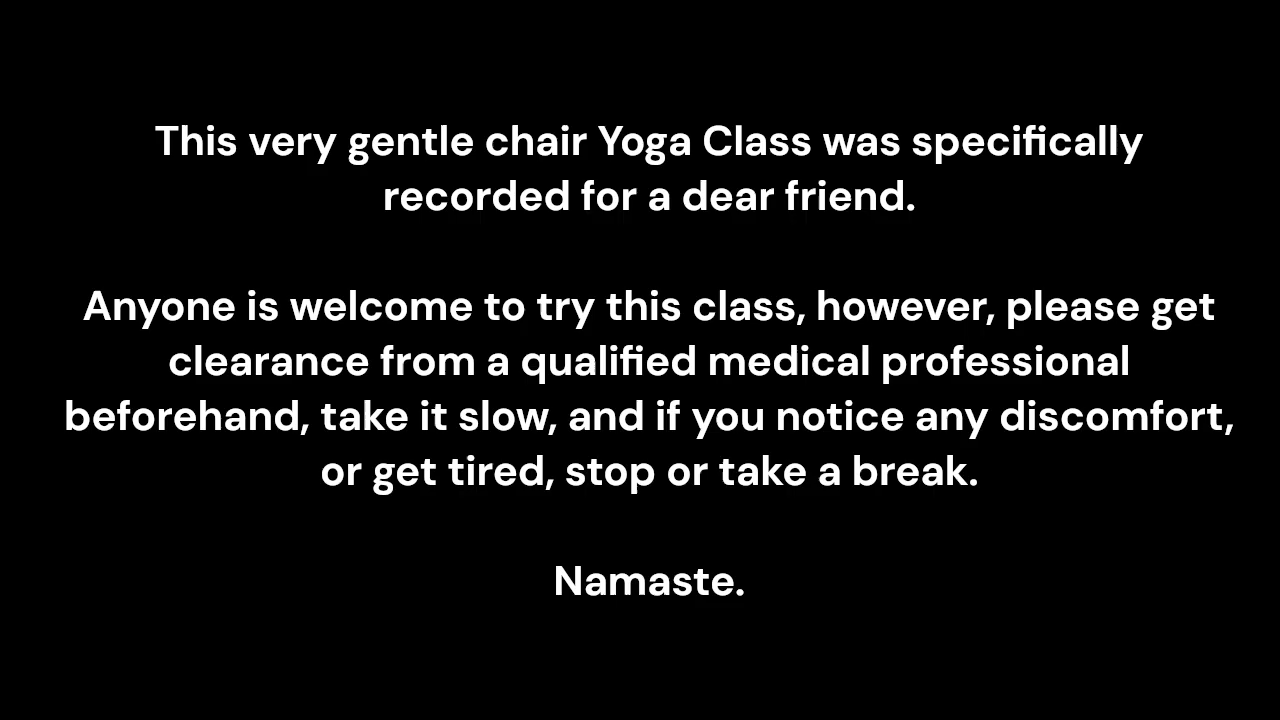 This very gentle chair Yoga Class was specifically
recorded for a dear friend.
Anyone is welcome to try this class, however, please get
clearance from a qualified medical professional
beforehand, take it slow, and if you notice any discomfort,
or get tired, stop or take a break.
Namaste.